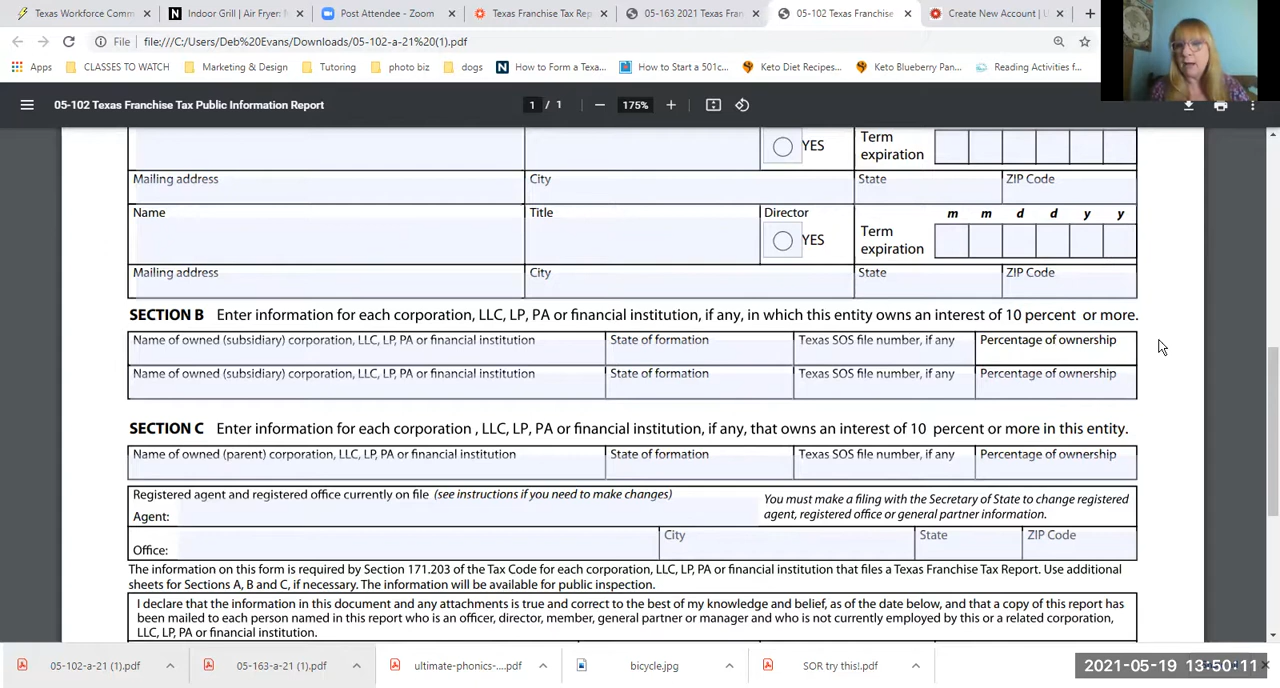 Texas Workforce Comm
Indoor Grill | Air Fryer:
Post Attendee - Zoom
Texas Franchise Tax Rep
05-163 2021 Texas Fran
05-102 Texas Franchise
Create New Account | U
File | file:///C:/Users/Deb%20Evans/Downloads/05-102-a-21%20(1).pdf
Apps
CLASSES TO WATCH
Marketing & Design
Tutoring
photo biz
dogs
How to Form a Texa...
How to Start a 501c...
Keto Diet Recipes...
Keto Blueberry Pan...
Reading Activities f
05-102 Texas Franchise Tax Public Information Report
1 / 1
175%
YES
Term
expiration
Mailing address
City
State
ZIP Code
Name
Title
Director
m m d d y y
YES
Term
expiration
Mailing address
City
State
ZIP Code
SECTION B Enter information for each corporation, LLC, LP, PA or financial institution, if any, in which this entity owns an interest of 10 percent or more.
Name of owned (subsidiary) corporation, LLC, LP, PA or financial institution
State of formation
Texas SOS file number, if any
Percentage of ownership
Name of owned (subsidiary) corporation, LLC, LP, PA or financial institution
State of formation
Texas SOS file number, if any
Percentage of ownership
SECTION C Enter information for each corporation , LLC, LP, PA or financial institution, if any, that owns an interest of 10 percent or more in this entity.
Name of owned (parent) corporation, LLC, LP, PA or financial institution
State of formation
Texas SOS file number, if any
Percentage of ownership
Registered agent and registered office currently on file (see instructions if you need to make changes)
Agent:
You must make a filing with the Secretary of State to change registered
agent, registered office or general partner information.
Office:
City
State
ZIP Code
The information on this form is required by Section 171.203 of the Tax Code for each corporation, LLC, LP, PA or financial institution that files a Texas Franchise Tax Report. Use additional
sheets for Sections A, B and C, if necessary. The information will be available for public inspection.
I declare that the information in this document and any attachments is true and correct to the best of my knowledge and belief, as of the date below, and that a copy of this report has
been mailed to each person named in this report who is an officer, director, member, general partner or manager and who is not currently employed by this or a related corporation,
LLC, LP, PA or financial institution.
05-102-a-21 (1).pdf
05-163-a-21 (1).pdf
ultimate-phonics-....pdf
bicycle.jpg
SOR try this!.pdf
2021-05-19 13:50:11